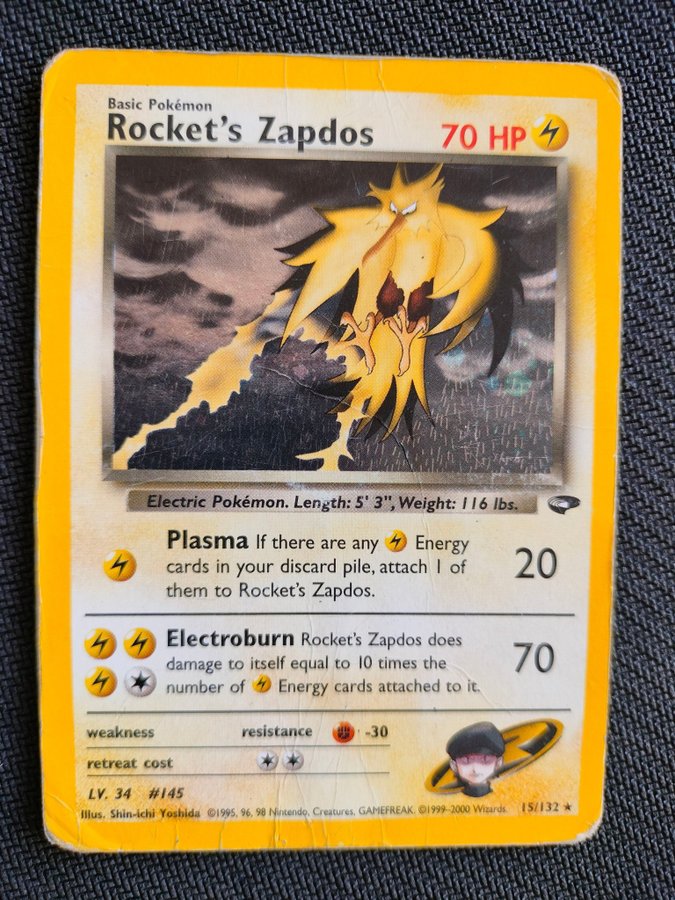 Basic Pokémon
Rocket's Zapdos 70 HP
Electric Pokémon. Length: 5' 3", Weight: 116 lbs.
Plasma If there are any Energy
cards in your discard pile, attach 1 of
them to Rocket's Zapdos.
20
Electroburn Rocket's Zapdos does
damage to itself equal to 10 times the
number of Energy cards attached to it.
70
weakness resistance -30
retreat cost
LV. 34 #145
Illus. Shin-ichi Yoshida ©1995, 96, 98 Nintendo, Creatures, GAMEFREAK. ©1999-2000 Wizards. 15/132 ★